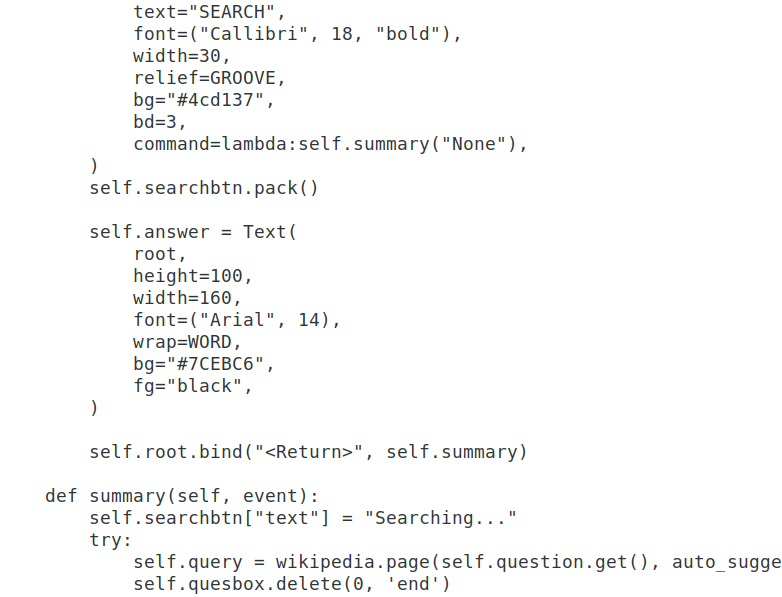 text="SEARCH",
font=("Callibri", 18, "bold"),
width=30,
relief=GROOVE,
bg="#4cd137",
bd=3,
command=lambda:self.summary("None"),
)
self.searchbtn.pack()
self.answer = Text(
root,
height=100,
width=160,
font=("Arial", 14),
wrap=WORD,
bg="#7CEBC6",
fg="black",
)
self.root.bind("<Return>", self.summary)
def summary(self, event):
self.searchbtn["text"] = "Searching..."
try:
self.query = wikipedia.page(self.question.get(), auto_sugge
self.quesbox.delete(0, 'end')